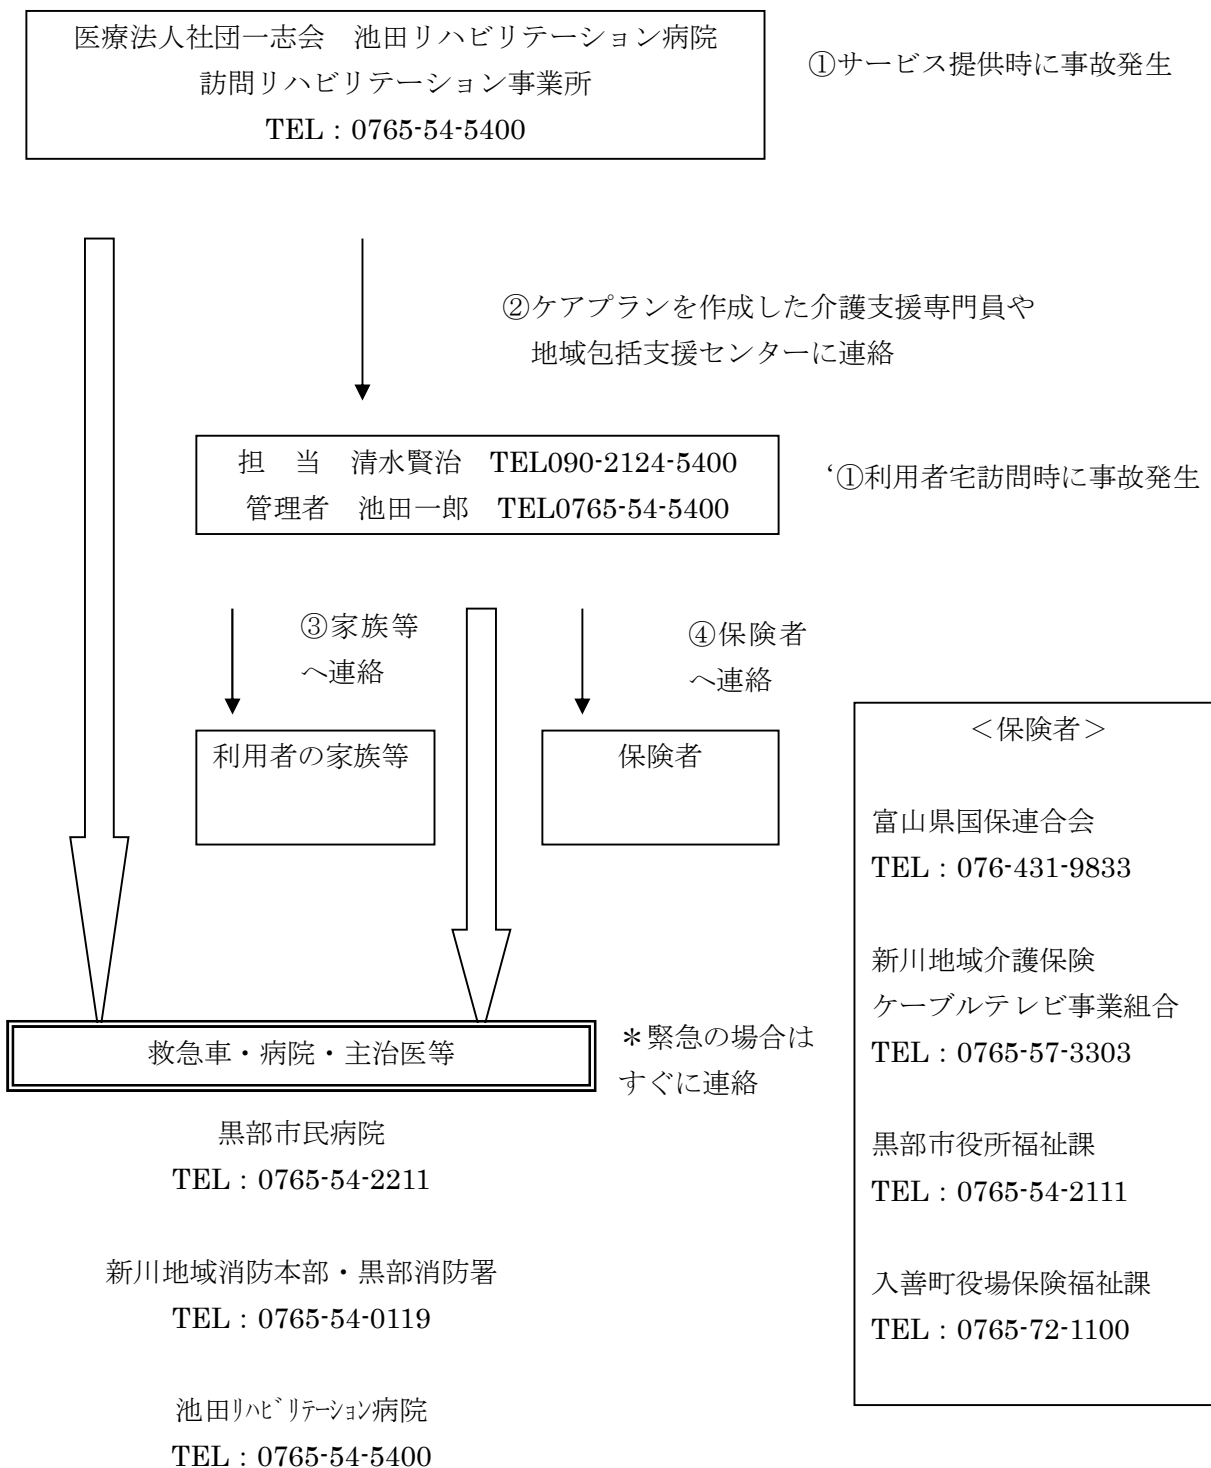 医療法人社団一志会　池田リハビリテーション病院
訪問リハビリテーション事業所
TEL：0765-54-5400
①サービス提供時に事故発生
②ケアプランを作成した介護支援専門員や
地域包括支援センターに連絡
担　当　清水賢治　TEL090-2124-5400
管理者　池田一郎　TEL0765-54-5400
‘①利用者宅訪問時に事故発生
③家族等
へ連絡
④保険者
へ連絡
利用者の家族等
保険者
＜保険者＞
富山県国保連合会
TEL：076-431-9833
新川地域介護保険
ケーブルテレビ事業組合
TEL：0765-57-3303
黒部市役所福祉課
TEL：0765-54-2111
入善町役場保険福祉課
TEL：0765-72-1100
救急車・病院・主治医等
＊緊急の場合は
すぐに連絡
黒部市民病院
TEL：0765-54-2211
新川地域消防本部・黒部消防署
TEL：0765-54-0119
池田ﾘﾊﾋﾞﾘﾃｰｼｮﾝ病院
TEL：0765-54-5400